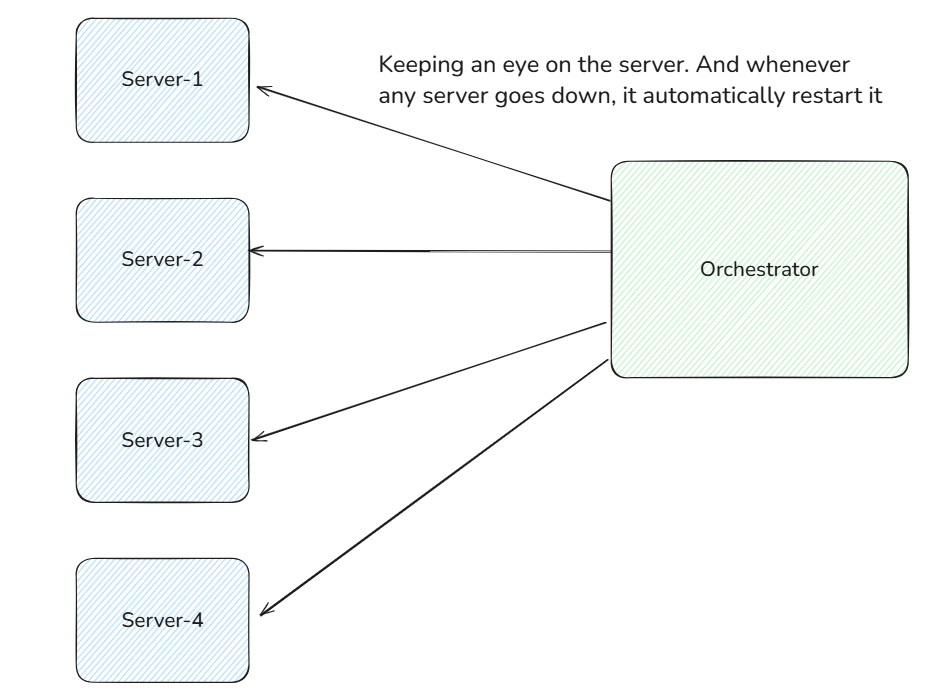 Server-1
Keeping an eye on the server. And whenever
any server goes down, it automatically restart it
Server-2
Orchestrator
Server-3
Server-4